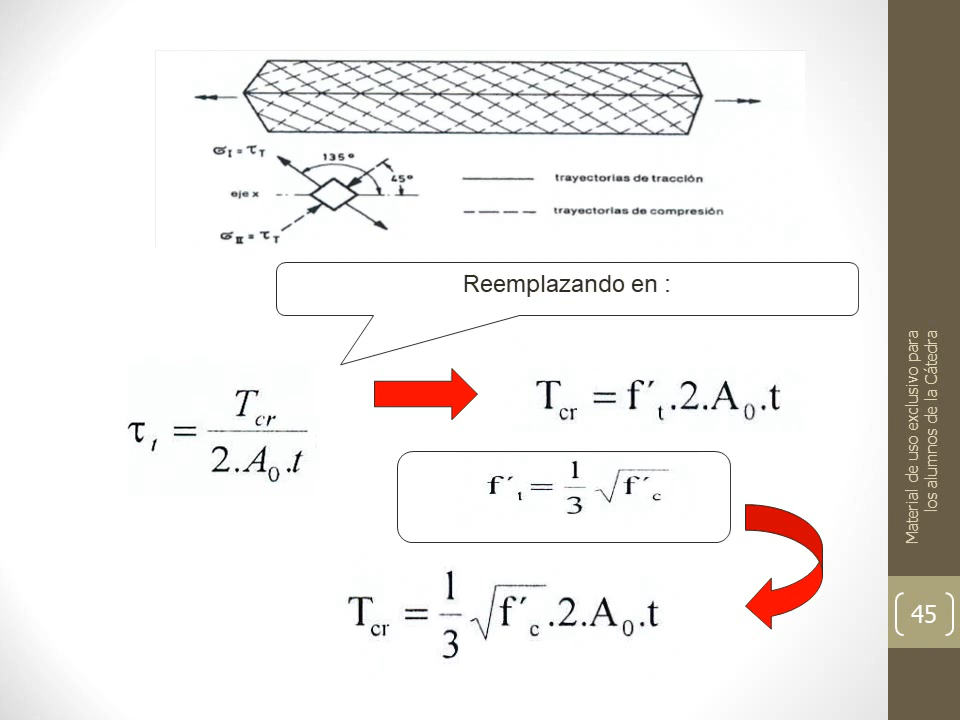 σI = τT
135°
45°
eje x
σII = τT
trayectorias de tracción
trayectorias de compresión
Reemplazando en :
τt = Tcr / 2.A0.t
Tcr = f´t.2.A0.t
f´t = 1/3 √f´c
Tcr = 1/3 √f´c.2.A0.t
Material de uso exclusivo para
los alumnos de la Cátedra
45